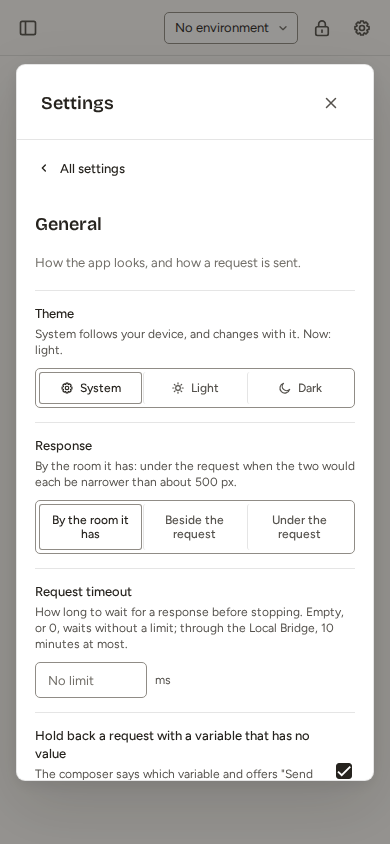 No environment
Settings
All settings
General
How the app looks, and how a request is sent.
Theme
System follows your device, and changes with it. Now:
light.
System
Light
Dark
Response
By the room it has: under the request when the two would
each be narrower than about 500 px.
By the room it
has
Beside the
request
Under the
request
Request timeout
How long to wait for a response before stopping. Empty,
or 0, waits without a limit; through the Local Bridge, 10
minutes at most.
No limit
ms
Hold back a request with a variable that has no
value
The composer says which variable and offers "Send